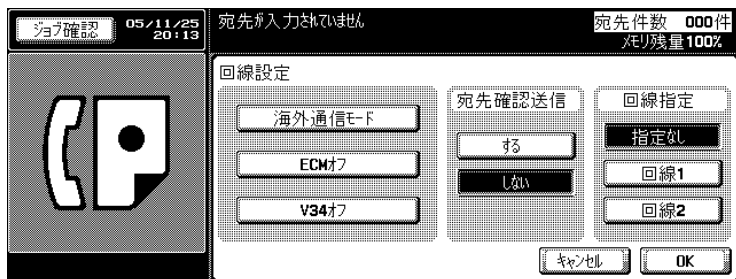 ジョブ確認
05/11/25
20:13
宛先が入力されていません
宛先件数 000件
メモリ残量100%
回線設定
海外通信モード
ECMオフ
V34オフ
宛先確認送信
する
しない
回線指定
指定なし
回線1
回線2
キャンセル
OK